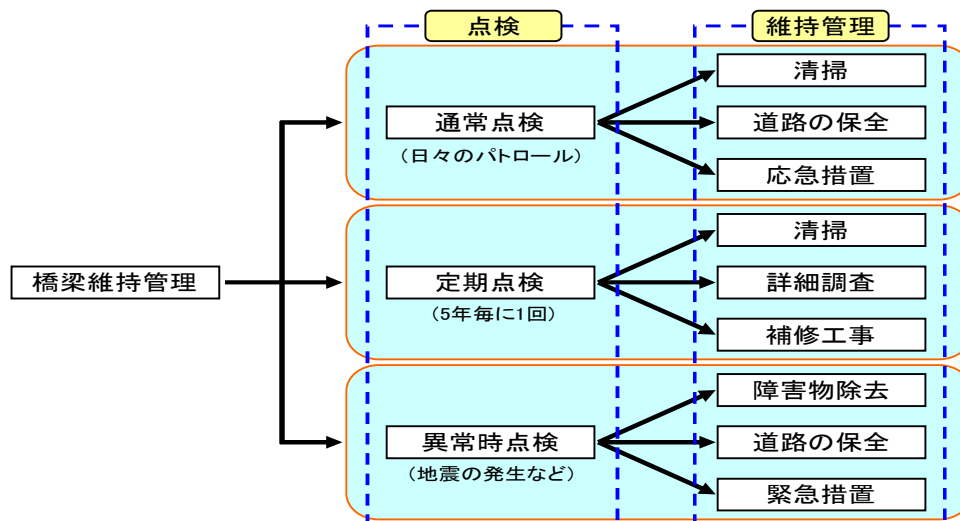 点検
維持管理
橋梁維持管理
通常点検
(日々のパトロール)
清掃
道路の保全
応急措置
定期点検
(5年毎に1回)
清掃
詳細調査
補修工事
異常時点検
(地震の発生など)
障害物除去
道路の保全
緊急措置